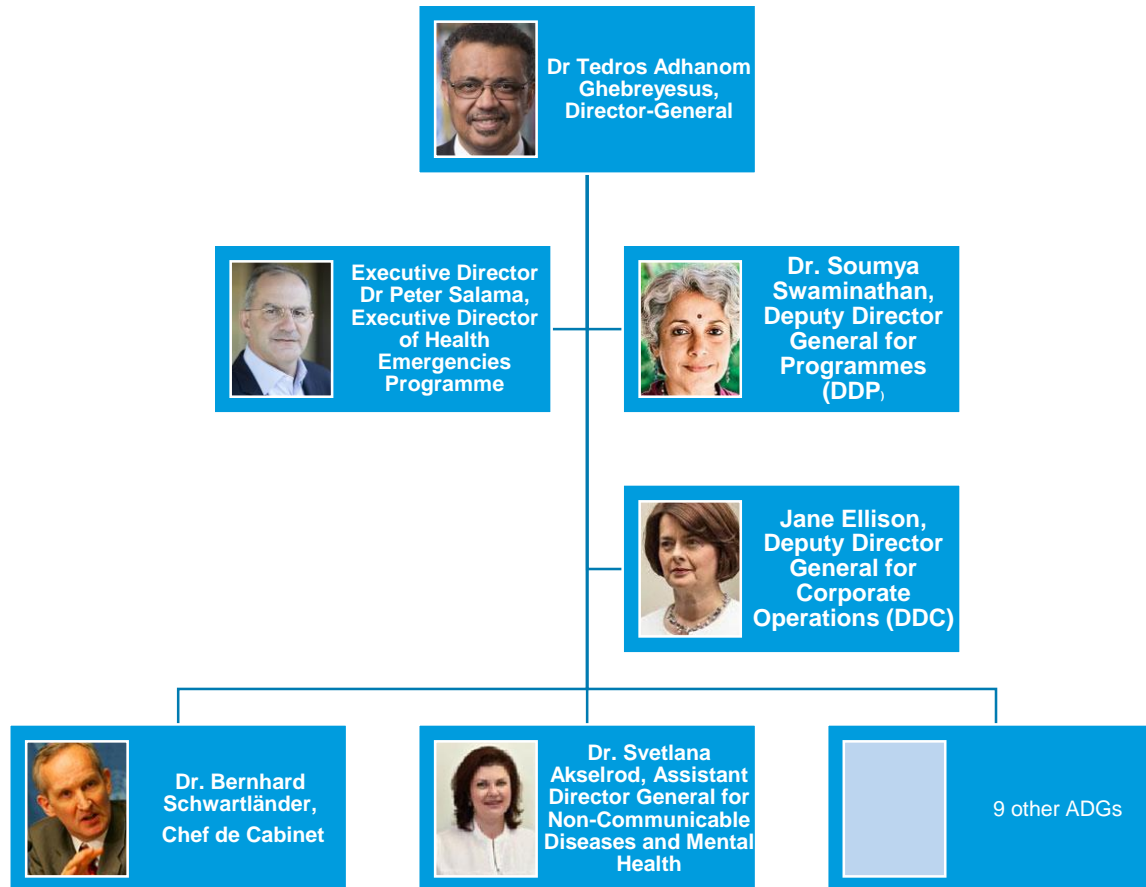 Dr Tedros Adhanom
Ghebreyesus,
Director-General
Executive Director
Dr Peter Salama,
Executive Director
of Health
Emergencies
Programme
Dr. Soumya
Swaminathan,
Deputy Director
General for
Programmes
(DDP)
Jane Ellison,
Deputy Director
General for
Corporate
Operations (DDC)
Dr. Bernhard
Schwartländer,
Chef de Cabinet
Dr. Svetlana
Akselrod, Assistant
Director General for
Non-Communicable
Diseases and Mental
Health
9 other ADGs